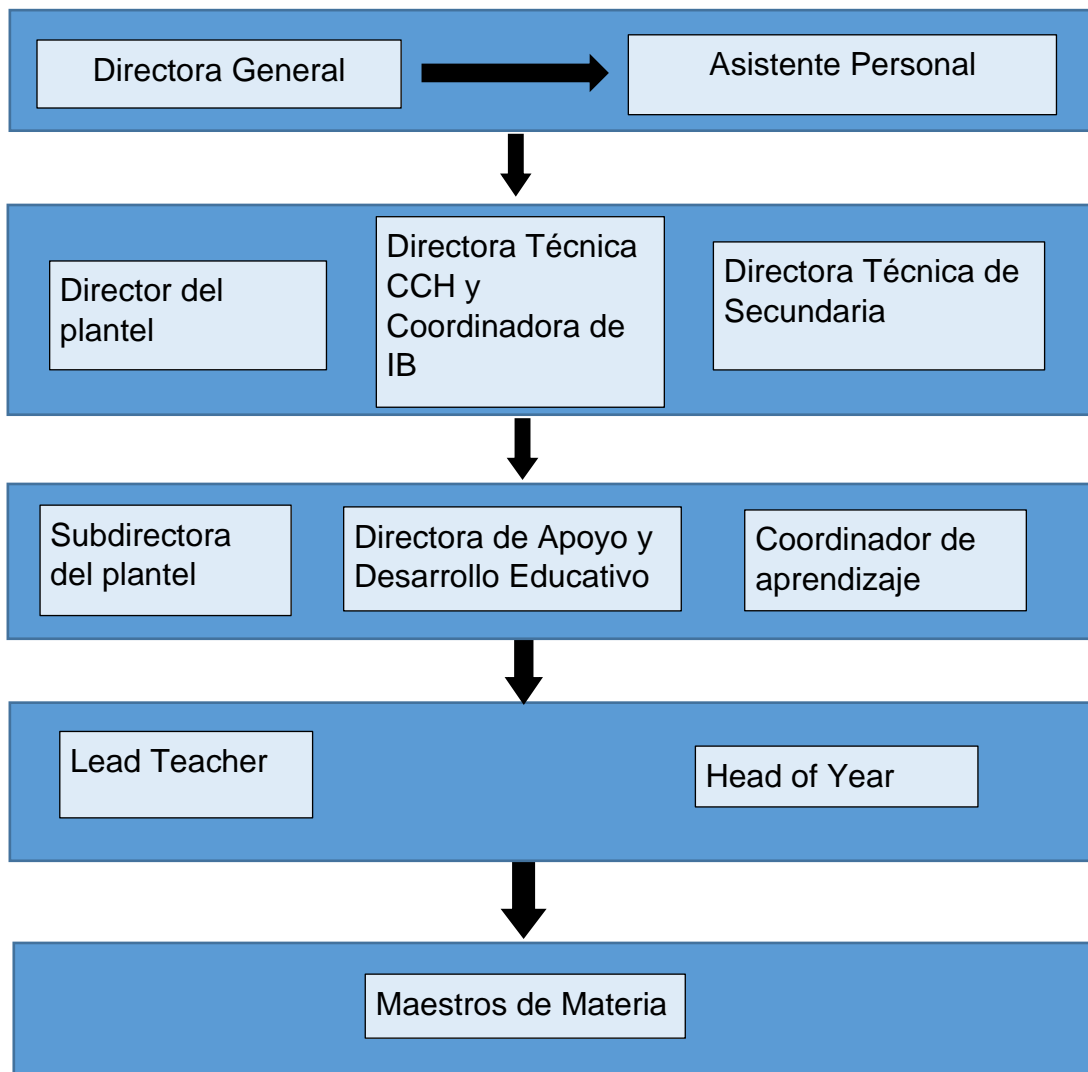 Directora General
Asistente Personal
Director del
plantel
Directora Técnica
CCH y
Coordinadora de
IB
Directora Técnica de
Secundaria
Subdirectora
del plantel
Directora de Apoyo y
Desarrollo Educativo
Coordinador de
aprendizaje
Lead Teacher
Head of Year
Maestros de Materia